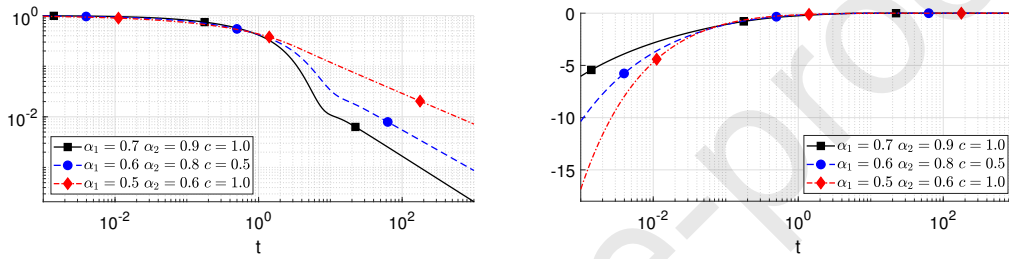 10^0
10^-2
α₁ = 0.7 α₂ = 0.9 c = 1.0
α₁ = 0.6 α₂ = 0.8 c = 0.5
α₁ = 0.5 α₂ = 0.6 c = 1.0
10^-2 10^0 10^2
t
0
-5
-10
-15
α₁ = 0.7 α₂ = 0.9 c = 1.0
α₁ = 0.6 α₂ = 0.8 c = 0.5
α₁ = 0.5 α₂ = 0.6 c = 1.0
10^-2 10^0 10^2
t
e-pro